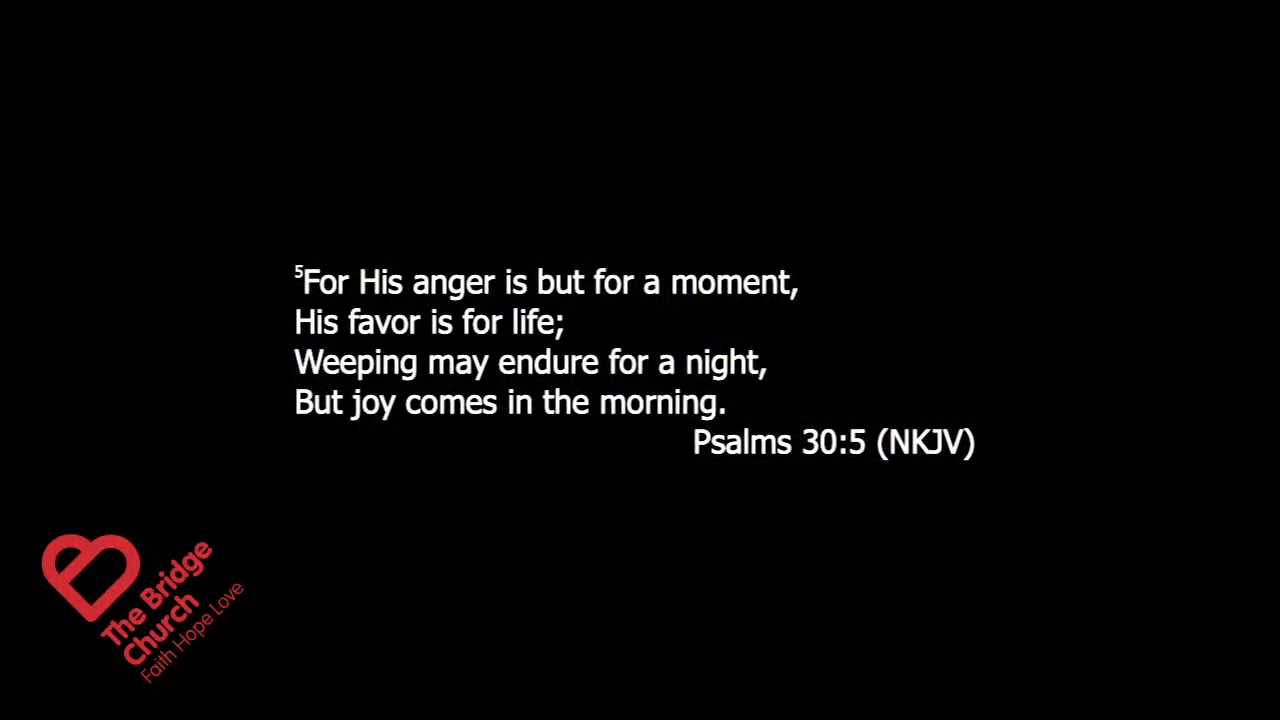 ⁵For His anger is but for a moment,
His favor is for life;
Weeping may endure for a night,
But joy comes in the morning.
Psalms 30:5 (NKJV)
The Bridge
Church
Faith Hope Love